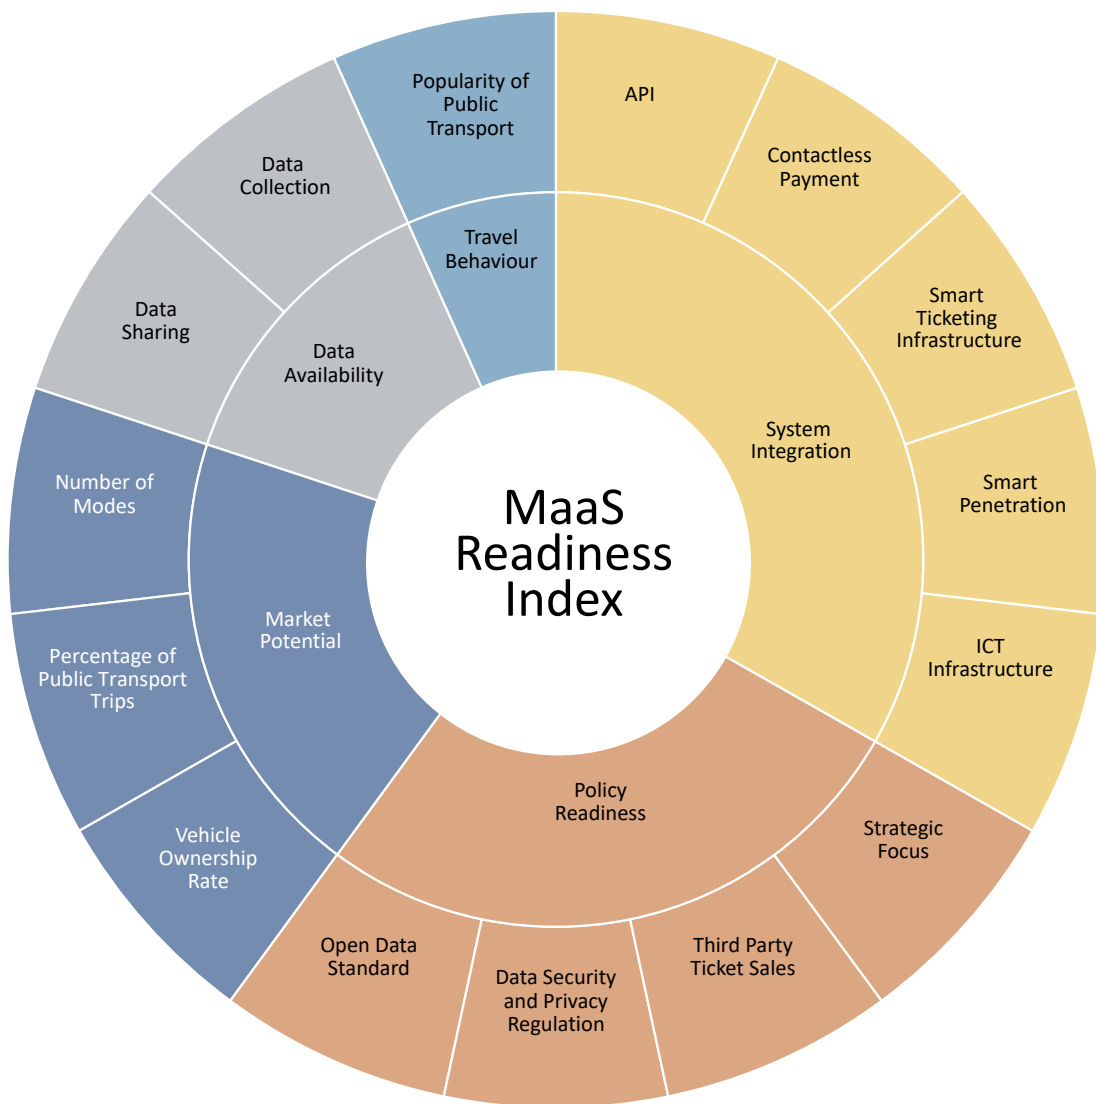 MaaS
Readiness
Index
System
Integration
API
Contactless
Payment
Smart
Ticketing
Infrastructure
Smart
Penetration
ICT
Infrastructure
Policy
Readiness
Strategic
Focus
Third Party
Ticket Sales
Data Security
and Privacy
Regulation
Open Data
Standard
Market
Potential
Vehicle
Ownership
Rate
Percentage of
Public Transport
Trips
Number of
Modes
Data
Availability
Data
Sharing
Data
Collection
Travel
Behaviour
Popularity of
Public
Transport